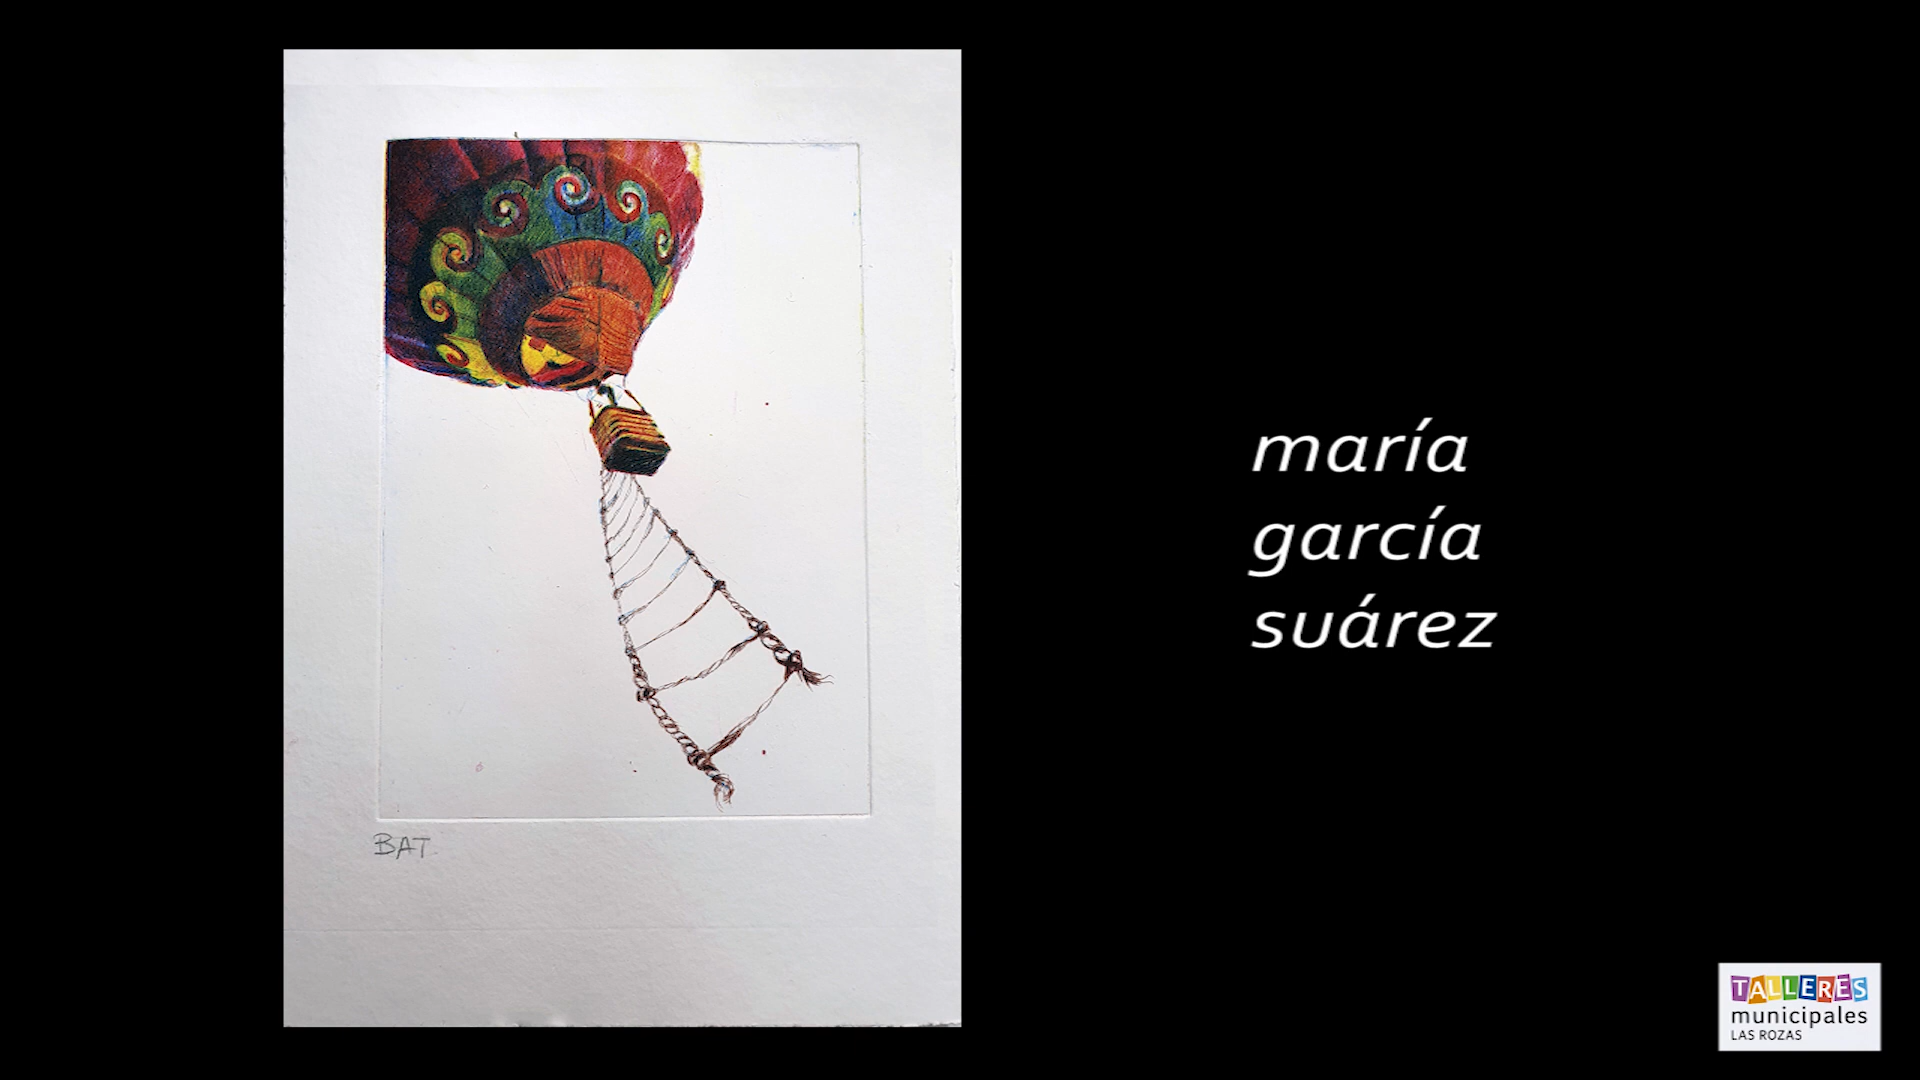 BAT.
maría
garcía
suárez
TALLERES
municipales
LAS ROZAS